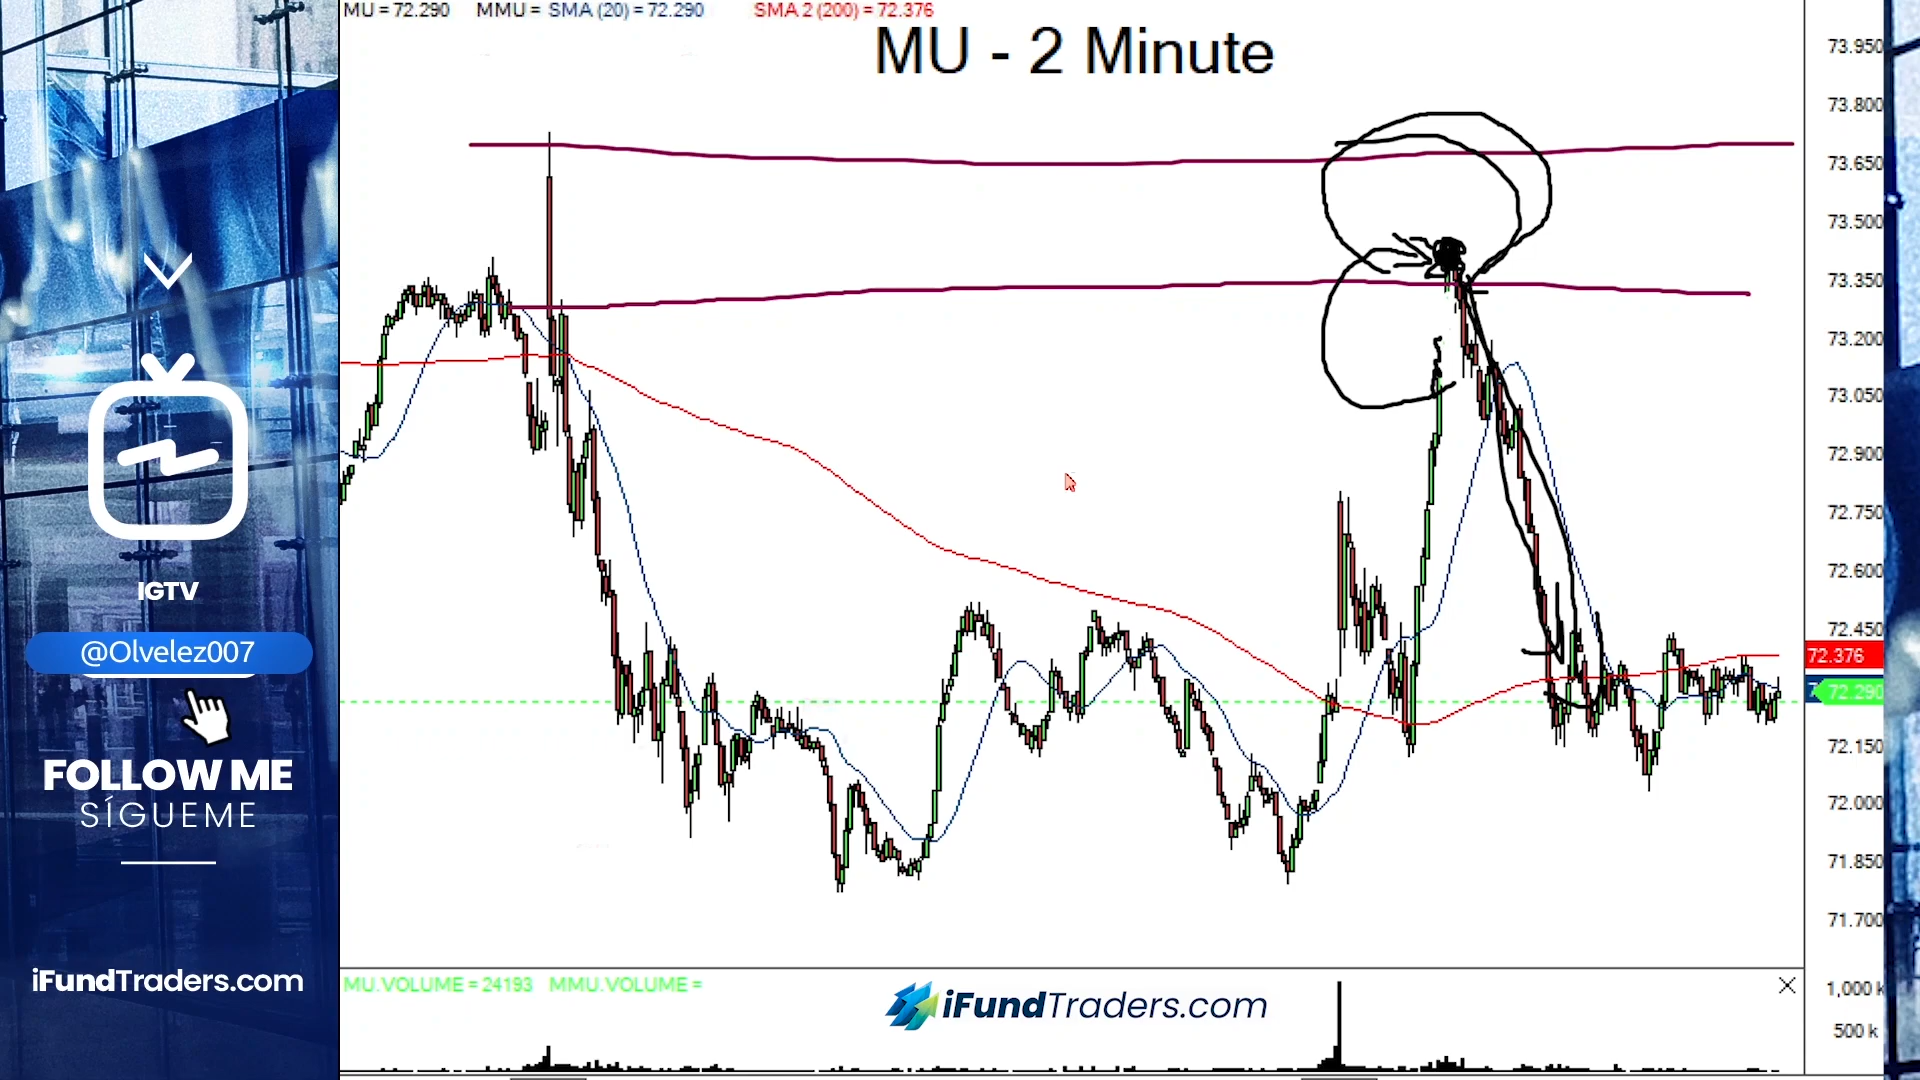 MU = 72.290 MMU = SMA (20) = 72.290 SMA 2 (200) = 72.376
MU - 2 Minute
73.950
73.800
73.650
73.500
73.350
73.200
73.050
72.900
72.750
72.600
72.450
72.376
72.290
72.150
72.000
71.850
71.700
IGTV
@Olvelez007
FOLLOW ME
SÍGUEME
iFundTraders.com
MU.VOLUME = 24193 MMU.VOLUME =
iFundTraders.com
1,000 k
500 k